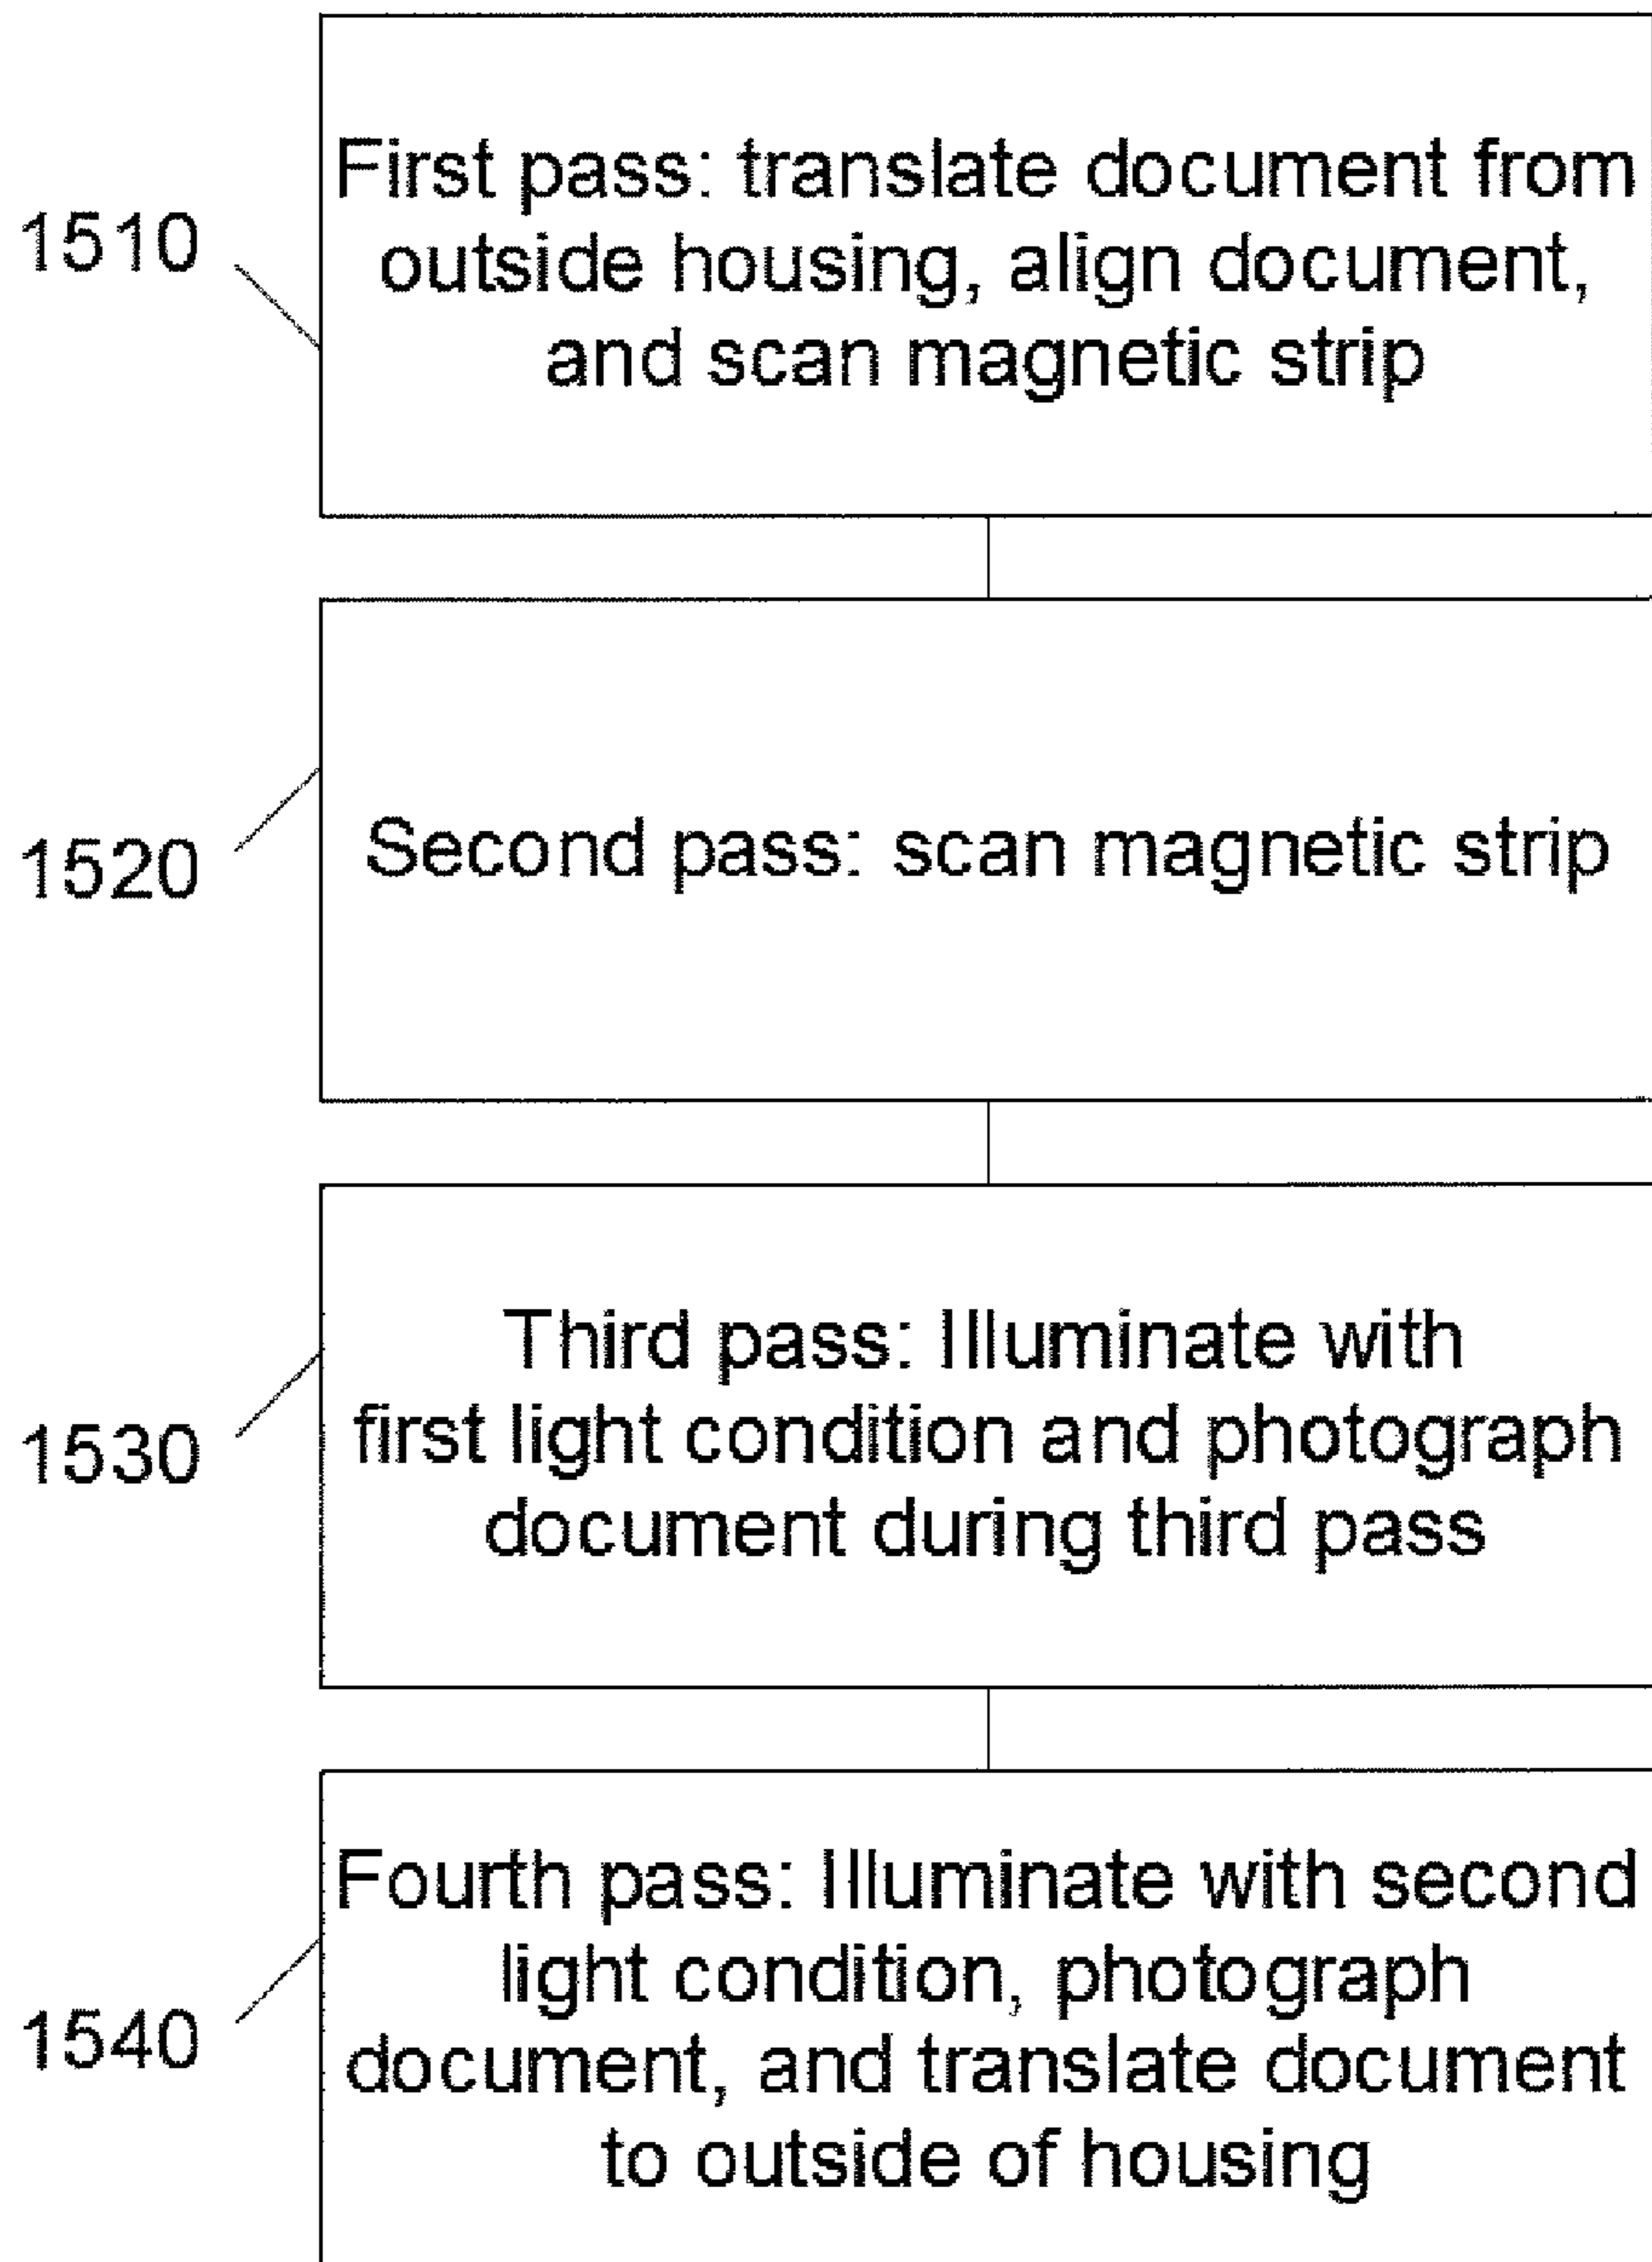 1510
First pass: translate document from
outside housing, align document,
and scan magnetic strip
1520
Second pass: scan magnetic strip
1530
Third pass: Illuminate with
first light condition and photograph
document during third pass
1540
Fourth pass: Illuminate with second
light condition, photograph
document, and translate document
to outside of housing